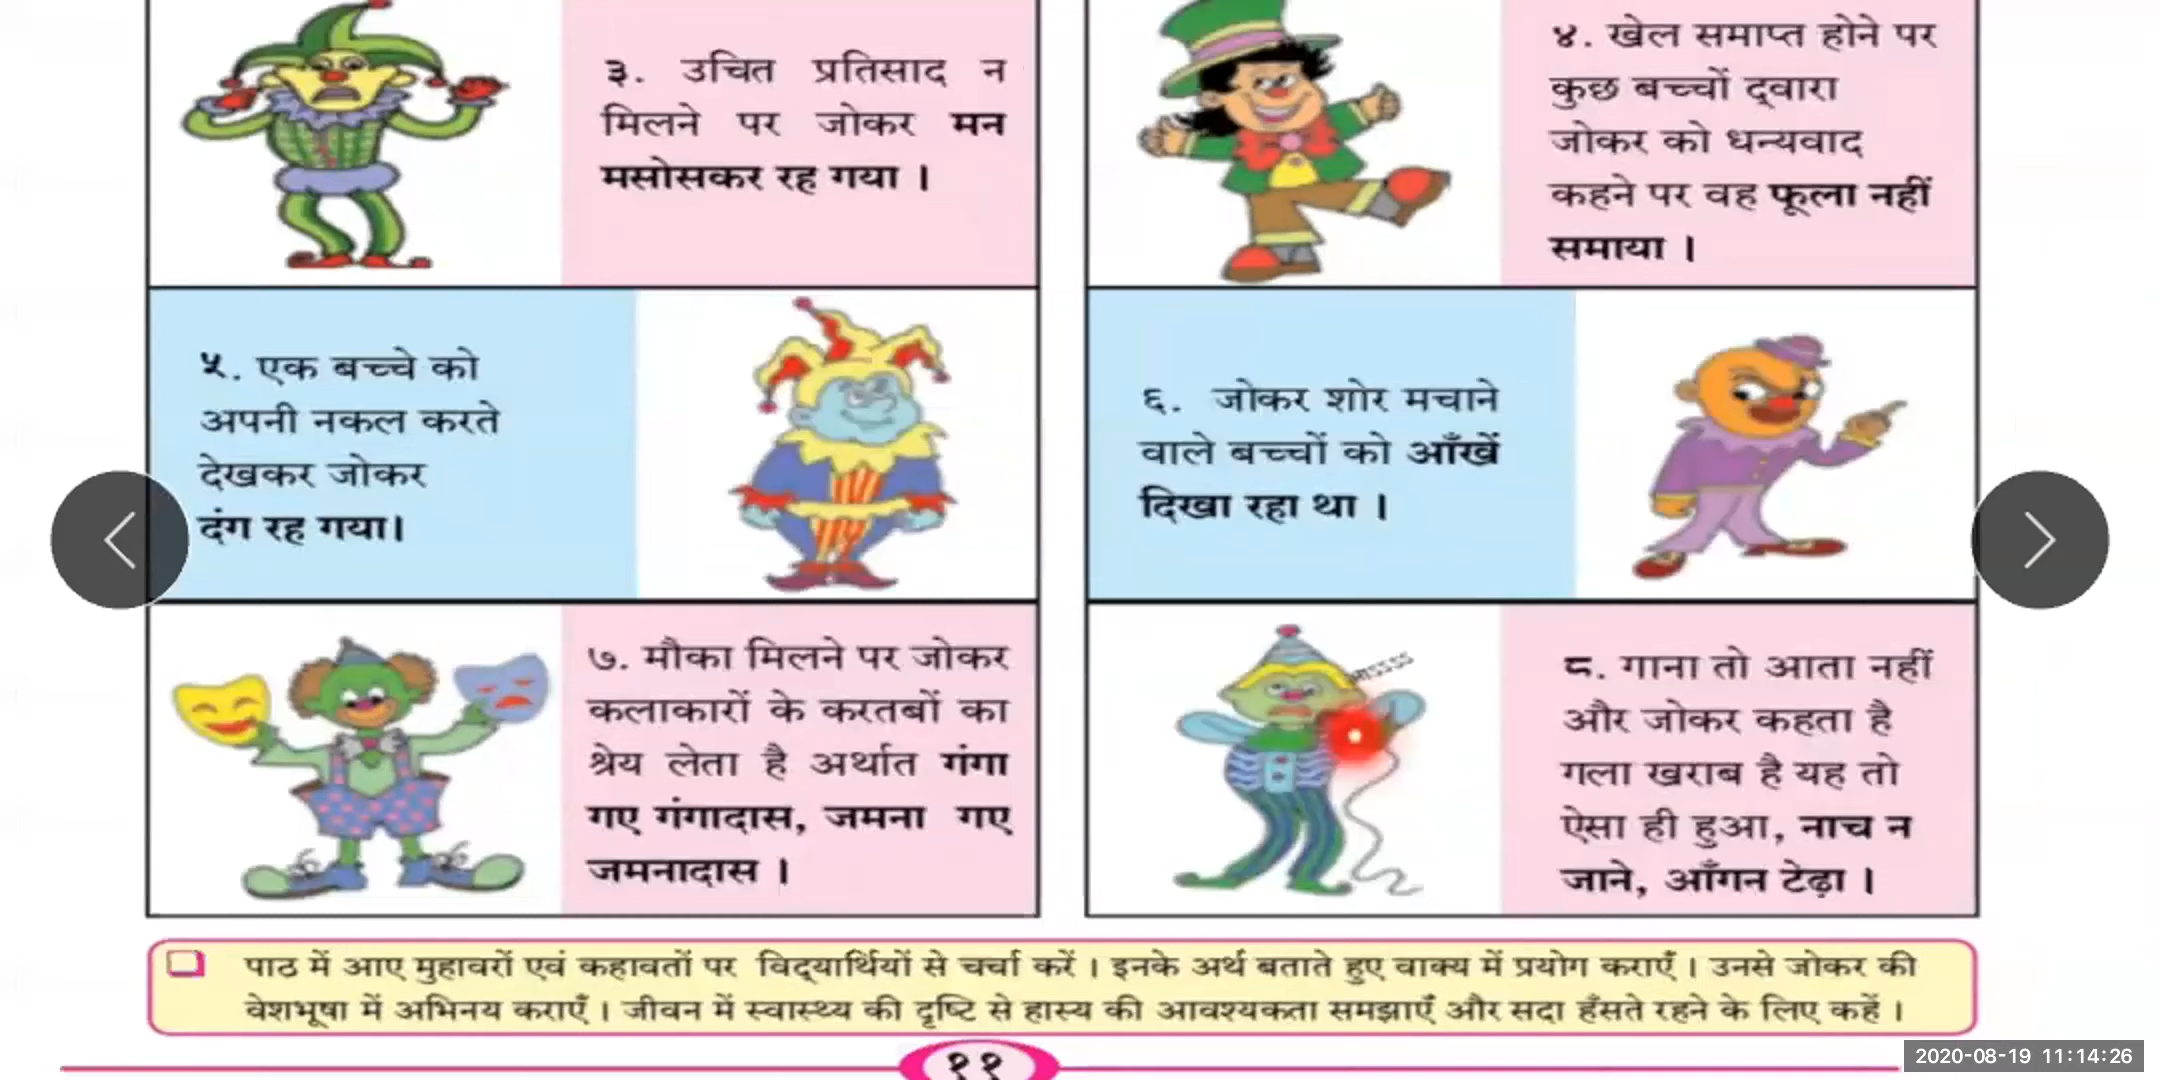 ३. उचित प्रतिसाद न
मिलने पर जोकर मन
मसोसकर रह गया ।
४. खेल समाप्त होने पर
कुछ बच्चों द्‌वारा
जोकर को धन्यवाद
कहने पर वह फूला नहीं
समाया ।
५. एक बच्चे को
अपनी नकल करते
देखकर जोकर
दंग रह गया।
६. जोकर शोर मचाने
वाले बच्चों को आँखें
दिखा रहा था ।
७. मौका मिलने पर जोकर
कलाकारों के करतबों का
श्रेय लेता है अर्थात गंगा
गए गंगादास, जमना गए
जमनादास ।
८. गाना तो आता नहीं
और जोकर कहता है
गला खराब है यह तो
ऐसा ही हुआ, नाच न
जाने, आँगन टेढ़ा ।
पाठ में आए मुहावरों एवं कहावतों पर विद्‌यार्थियों से चर्चा करें । इनके अर्थ बताते हुए वाक्य में प्रयोग कराएँ । उनसे जोकर की
वेशभूषा में अभिनय कराएँ । जीवन में स्वास्थ्य की दृष्टि से हास्य की आवश्यकता समझाएँ और सदा हँसते रहने के लिए कहें ।
११
2020-08-19 11:14:26